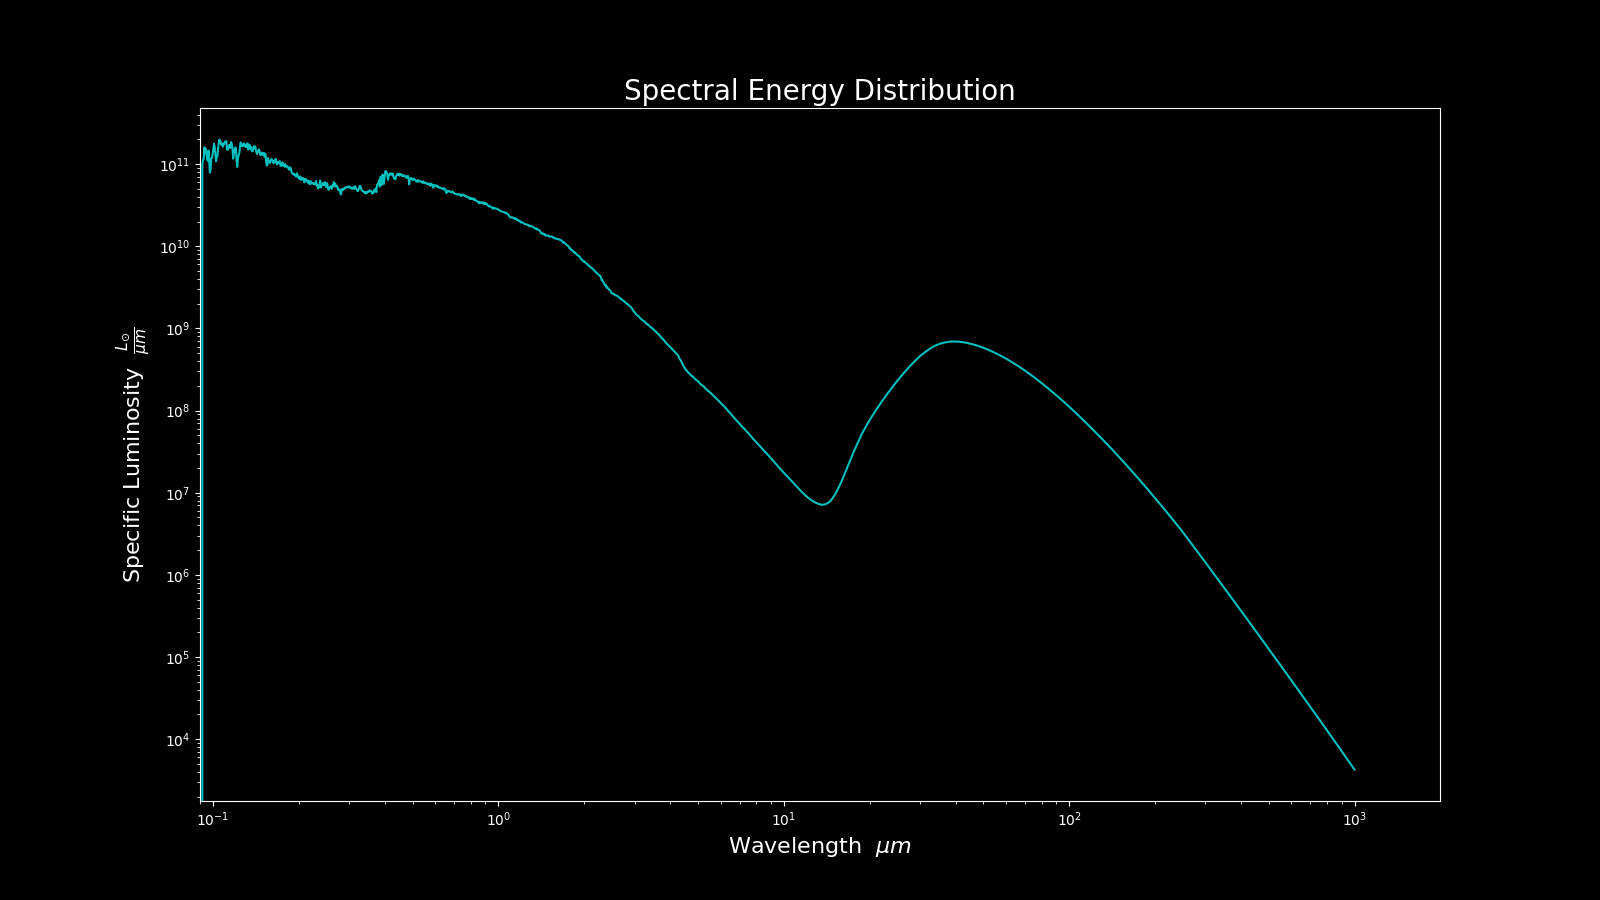 Spectral Energy Distribution
Specific Luminosity L⊙/μm
10¹¹
10¹⁰
10⁹
10⁸
10⁷
10⁶
10⁵
10⁴
10⁻¹ 10⁰ 10¹ 10² 10³
Wavelength μm